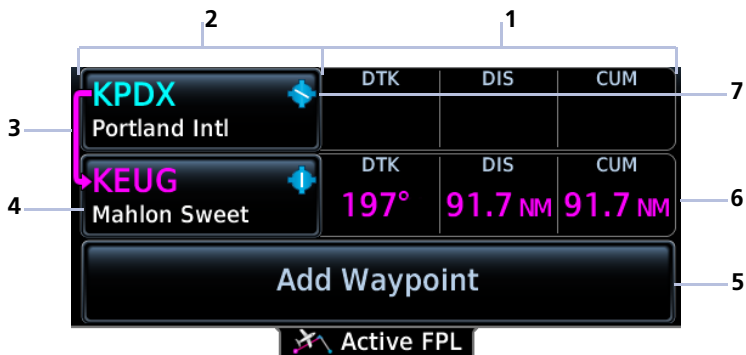 2 1
KPDX DTK DIS CUM 7
Portland Intl
3
KEUG DTK DIS CUM
197° 91.7 NM 91.7 NM 6
4 Mahlon Sweet
Add Waypoint 5
Active FPL